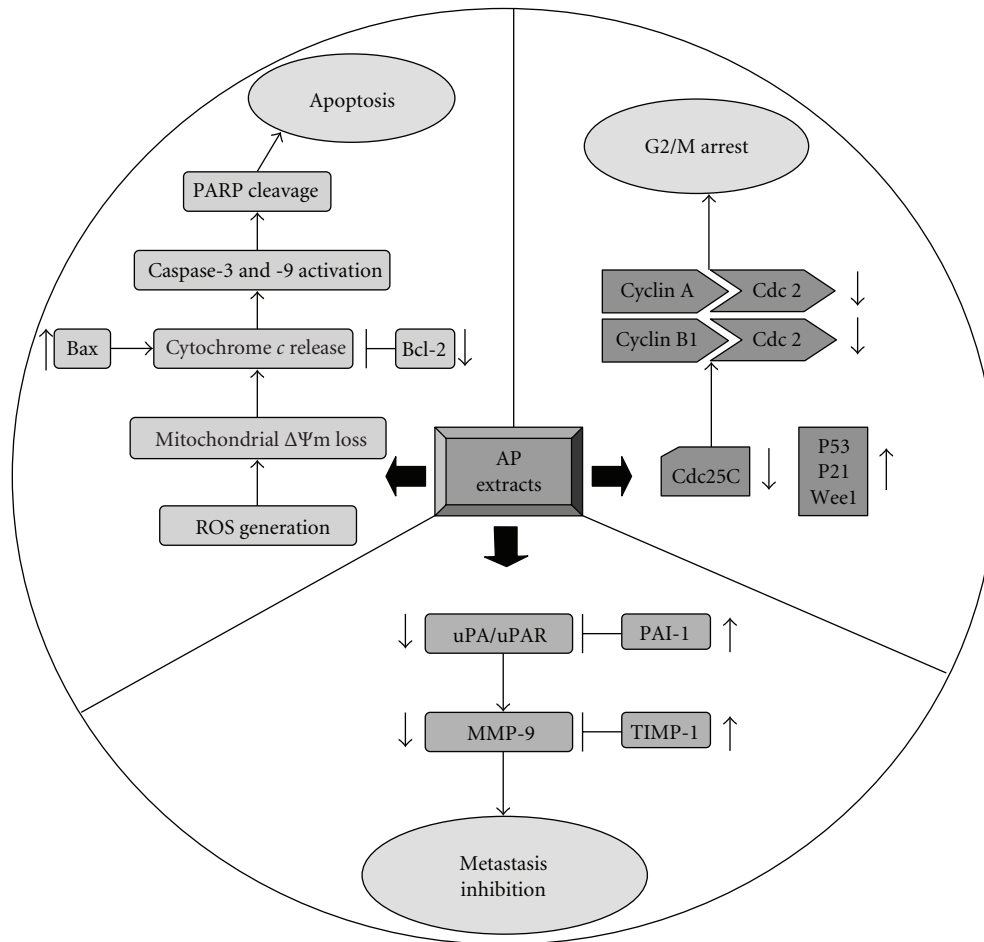 Apoptosis
PARP cleavage
Caspase-3 and -9 activation
Bax
Cytochrome c release
Bcl-2
Mitochondrial ΔΨm loss
ROS generation
G2/M arrest
Cyclin A
Cdc 2
Cyclin B1
Cdc 2
AP
extracts
Cdc25C
P53
P21
Wee1
uPA/uPAR
PAI-1
MMP-9
TIMP-1
Metastasis
inhibition